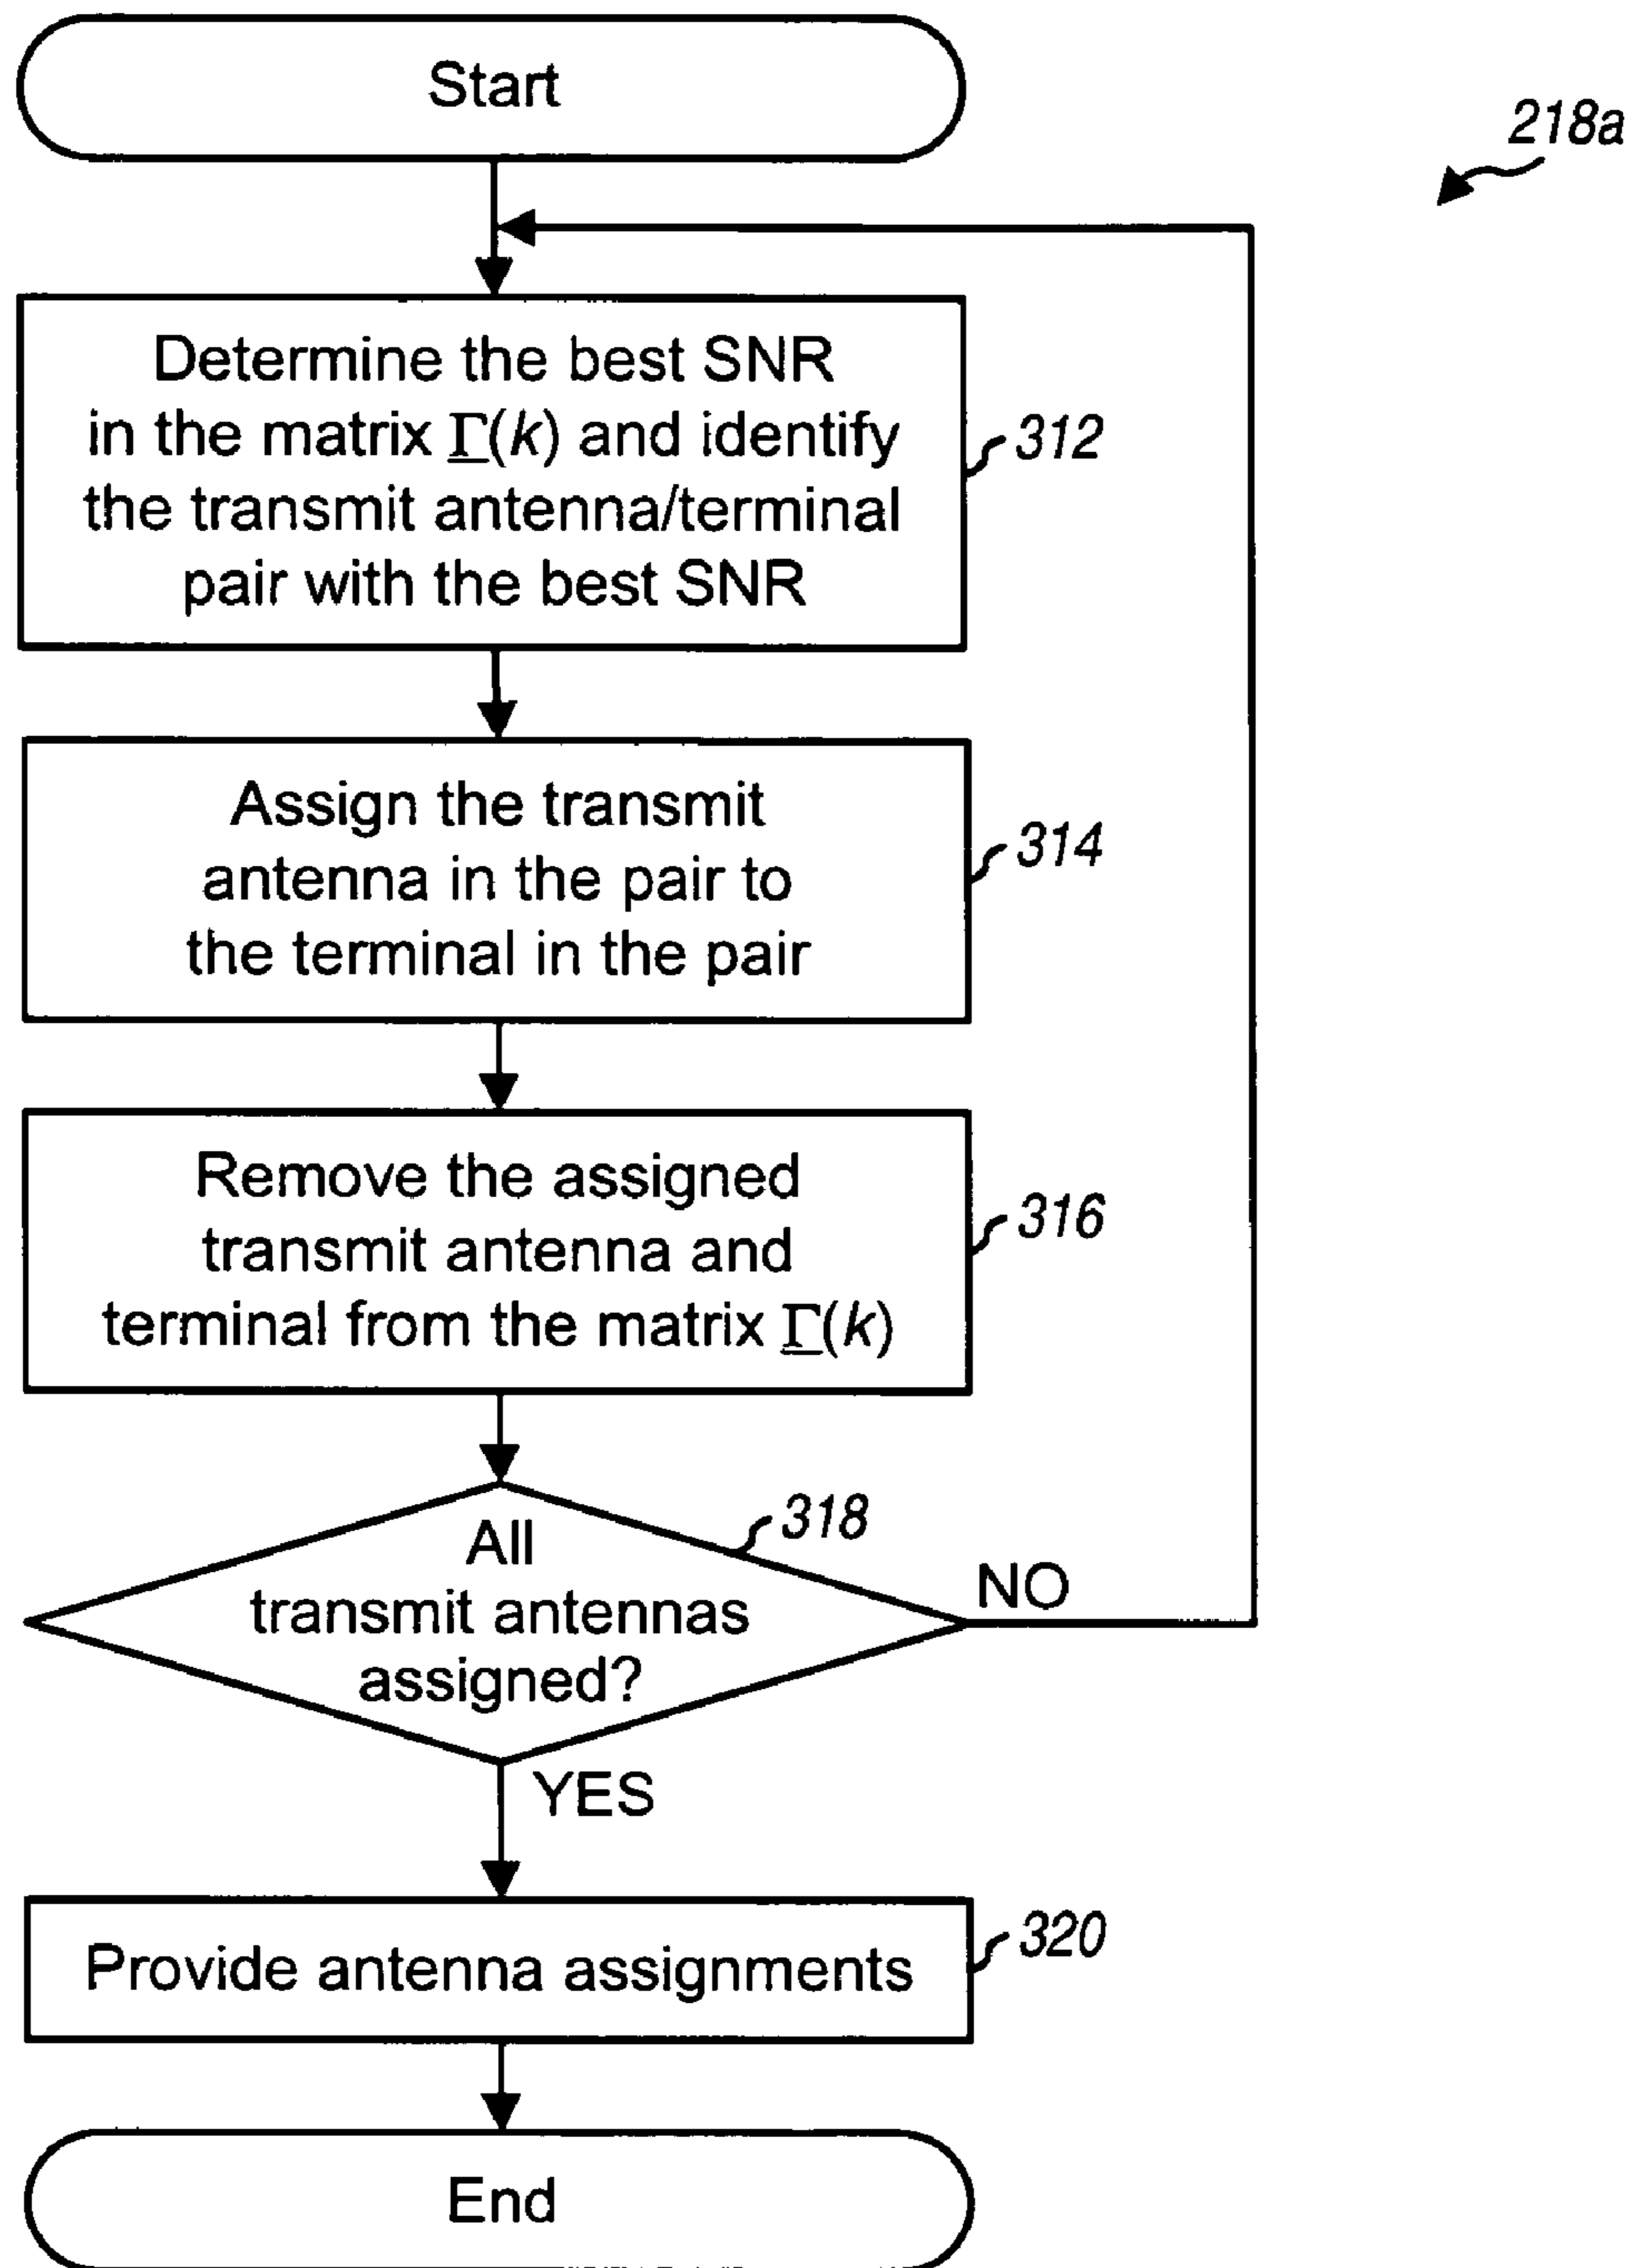 Start
218a
Determine the best SNR
in the matrix Γ(k) and identify
the transmit antenna/terminal
pair with the best SNR
312
Assign the transmit
antenna in the pair to
the terminal in the pair
314
Remove the assigned
transmit antenna and
terminal from the matrix Γ(k)
316
All
transmit antennas
assigned?
318
NO
YES
Provide antenna assignments
320
End